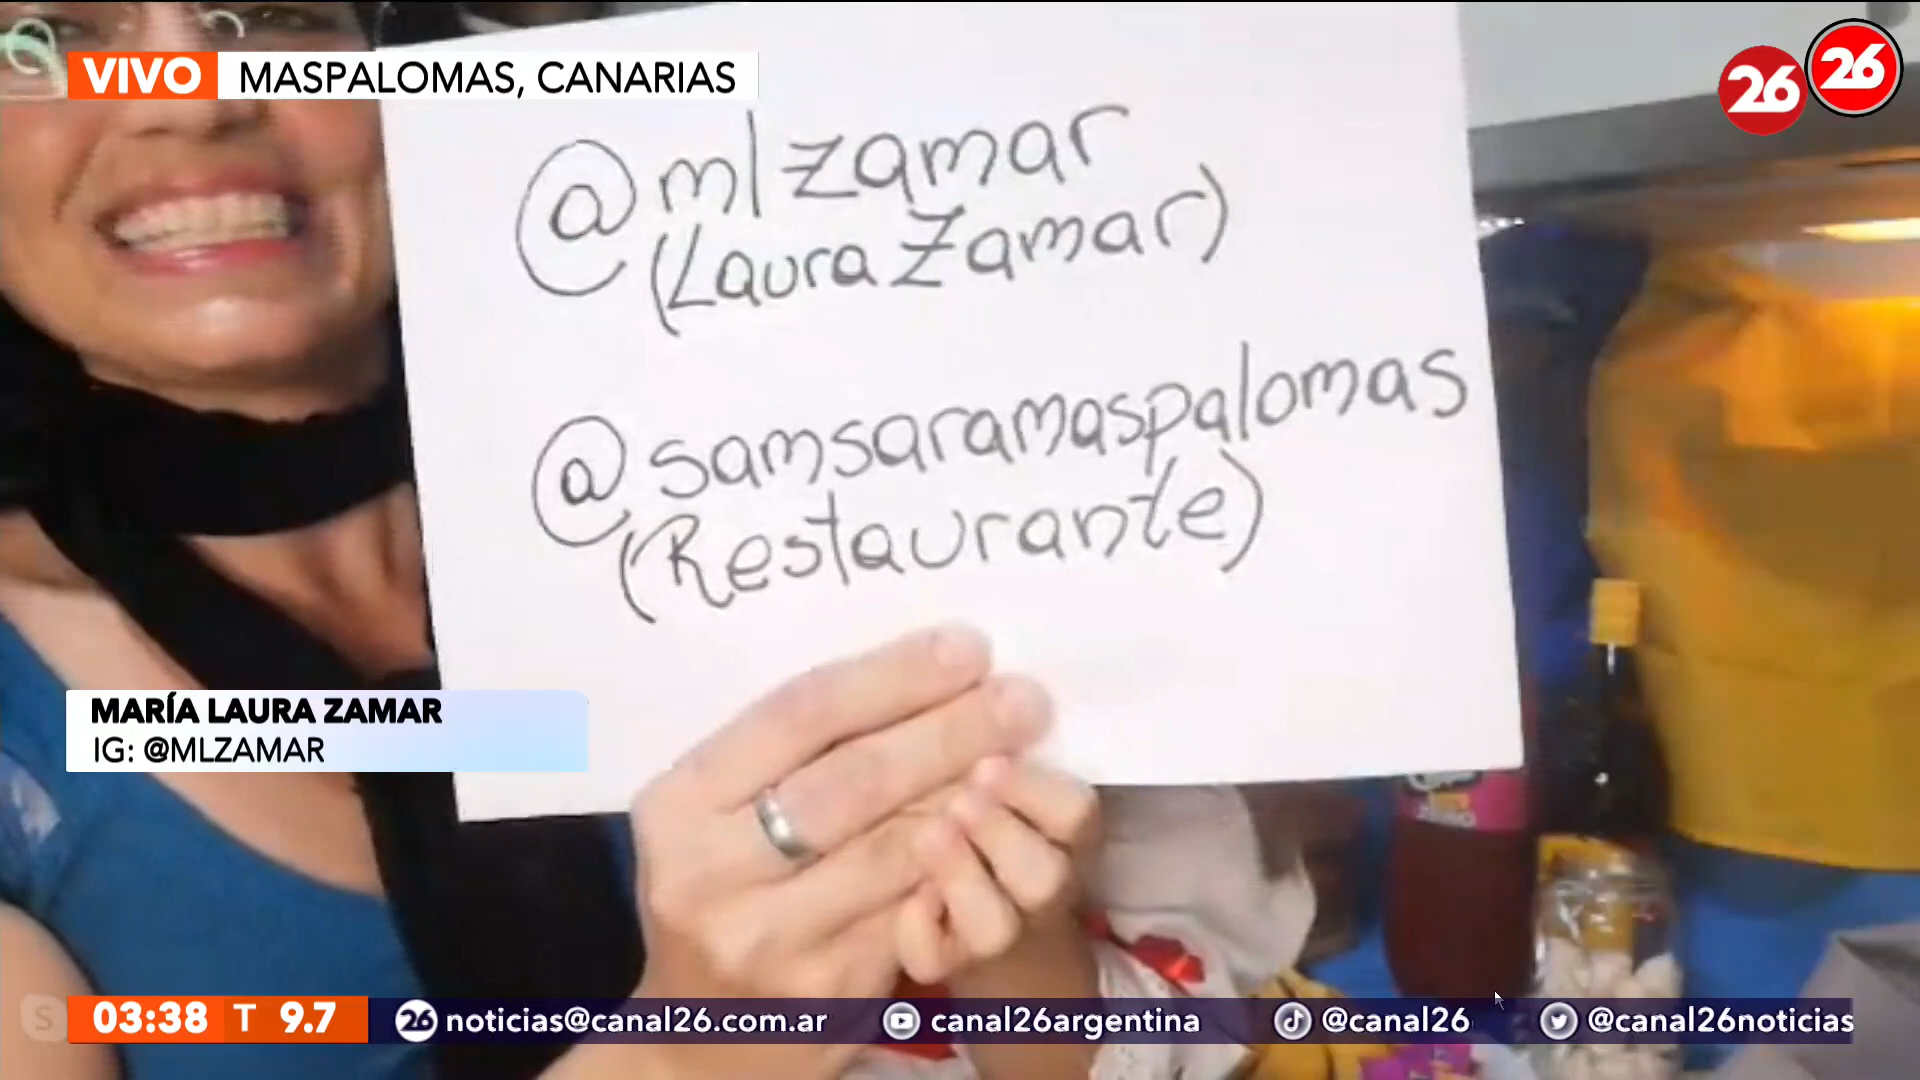 VIVO MASPALOMAS, CANARIAS
26 26
@mlzamar
(Laura Zamar)
@samsaramaspalomas
(Restaurante)
MARÍA LAURA ZAMAR
IG: @MLZAMAR
S 03:38 T 9.7 26 noticias@canal26.com.ar canal26argentina @canal26 @canal26noticias